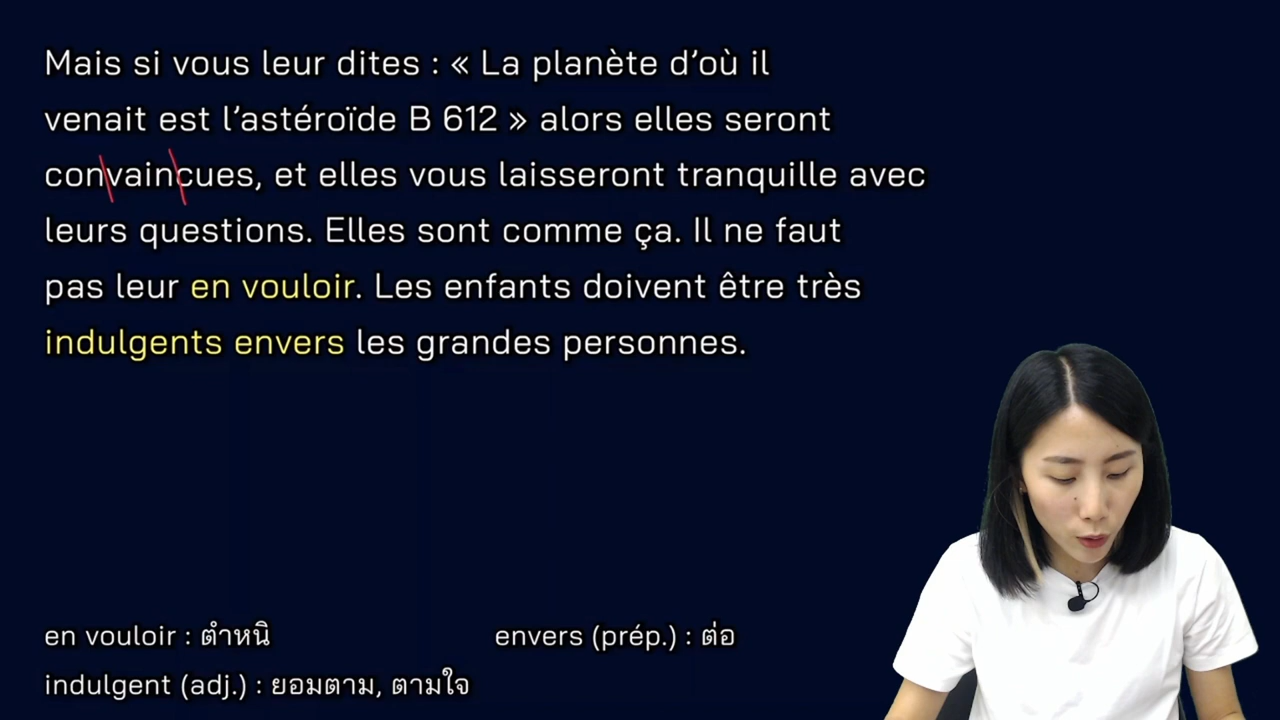 Mais si vous leur dites : « La planète d’où il
venait est l’astéroïde B 612 » alors elles seront
convaincues, et elles vous laisseront tranquille avec
leurs questions. Elles sont comme ça. Il ne faut
pas leur en vouloir. Les enfants doivent être très
indulgents envers les grandes personnes.
en vouloir : ตำหนิ
envers (prép.) : ต่อ
indulgent (adj.) : ยอมตาม, ตามใจ